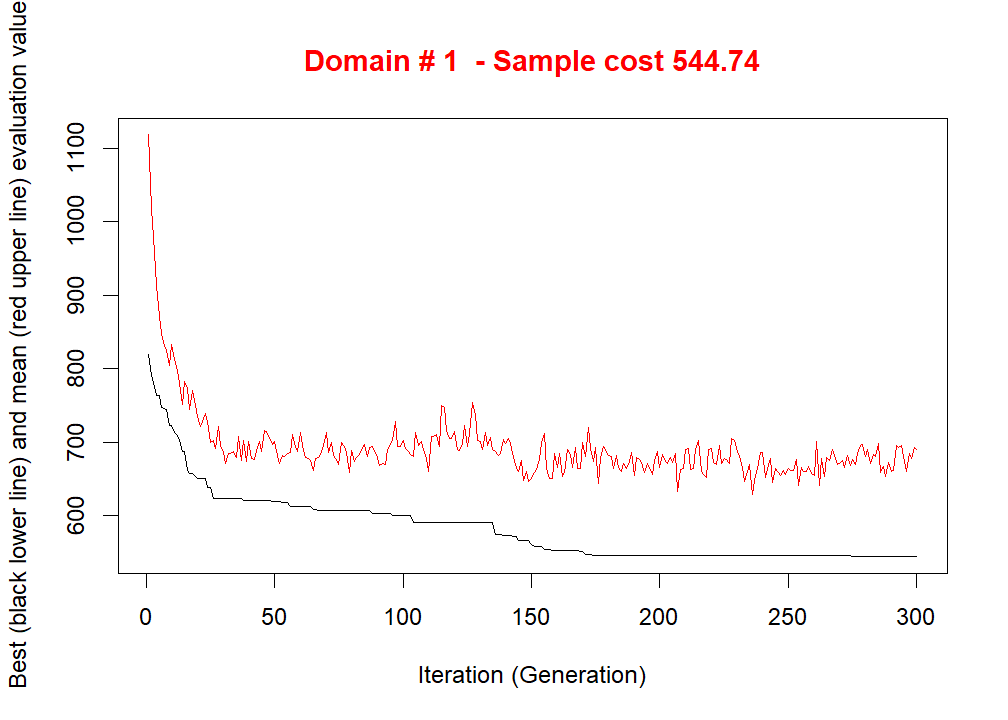 Domain # 1  - Sample cost 544.74
Best (black lower line) and mean (red upper line) evaluation value
1100
1000
900
800
700
600
0 50 100 150 200 250 300
Iteration (Generation)